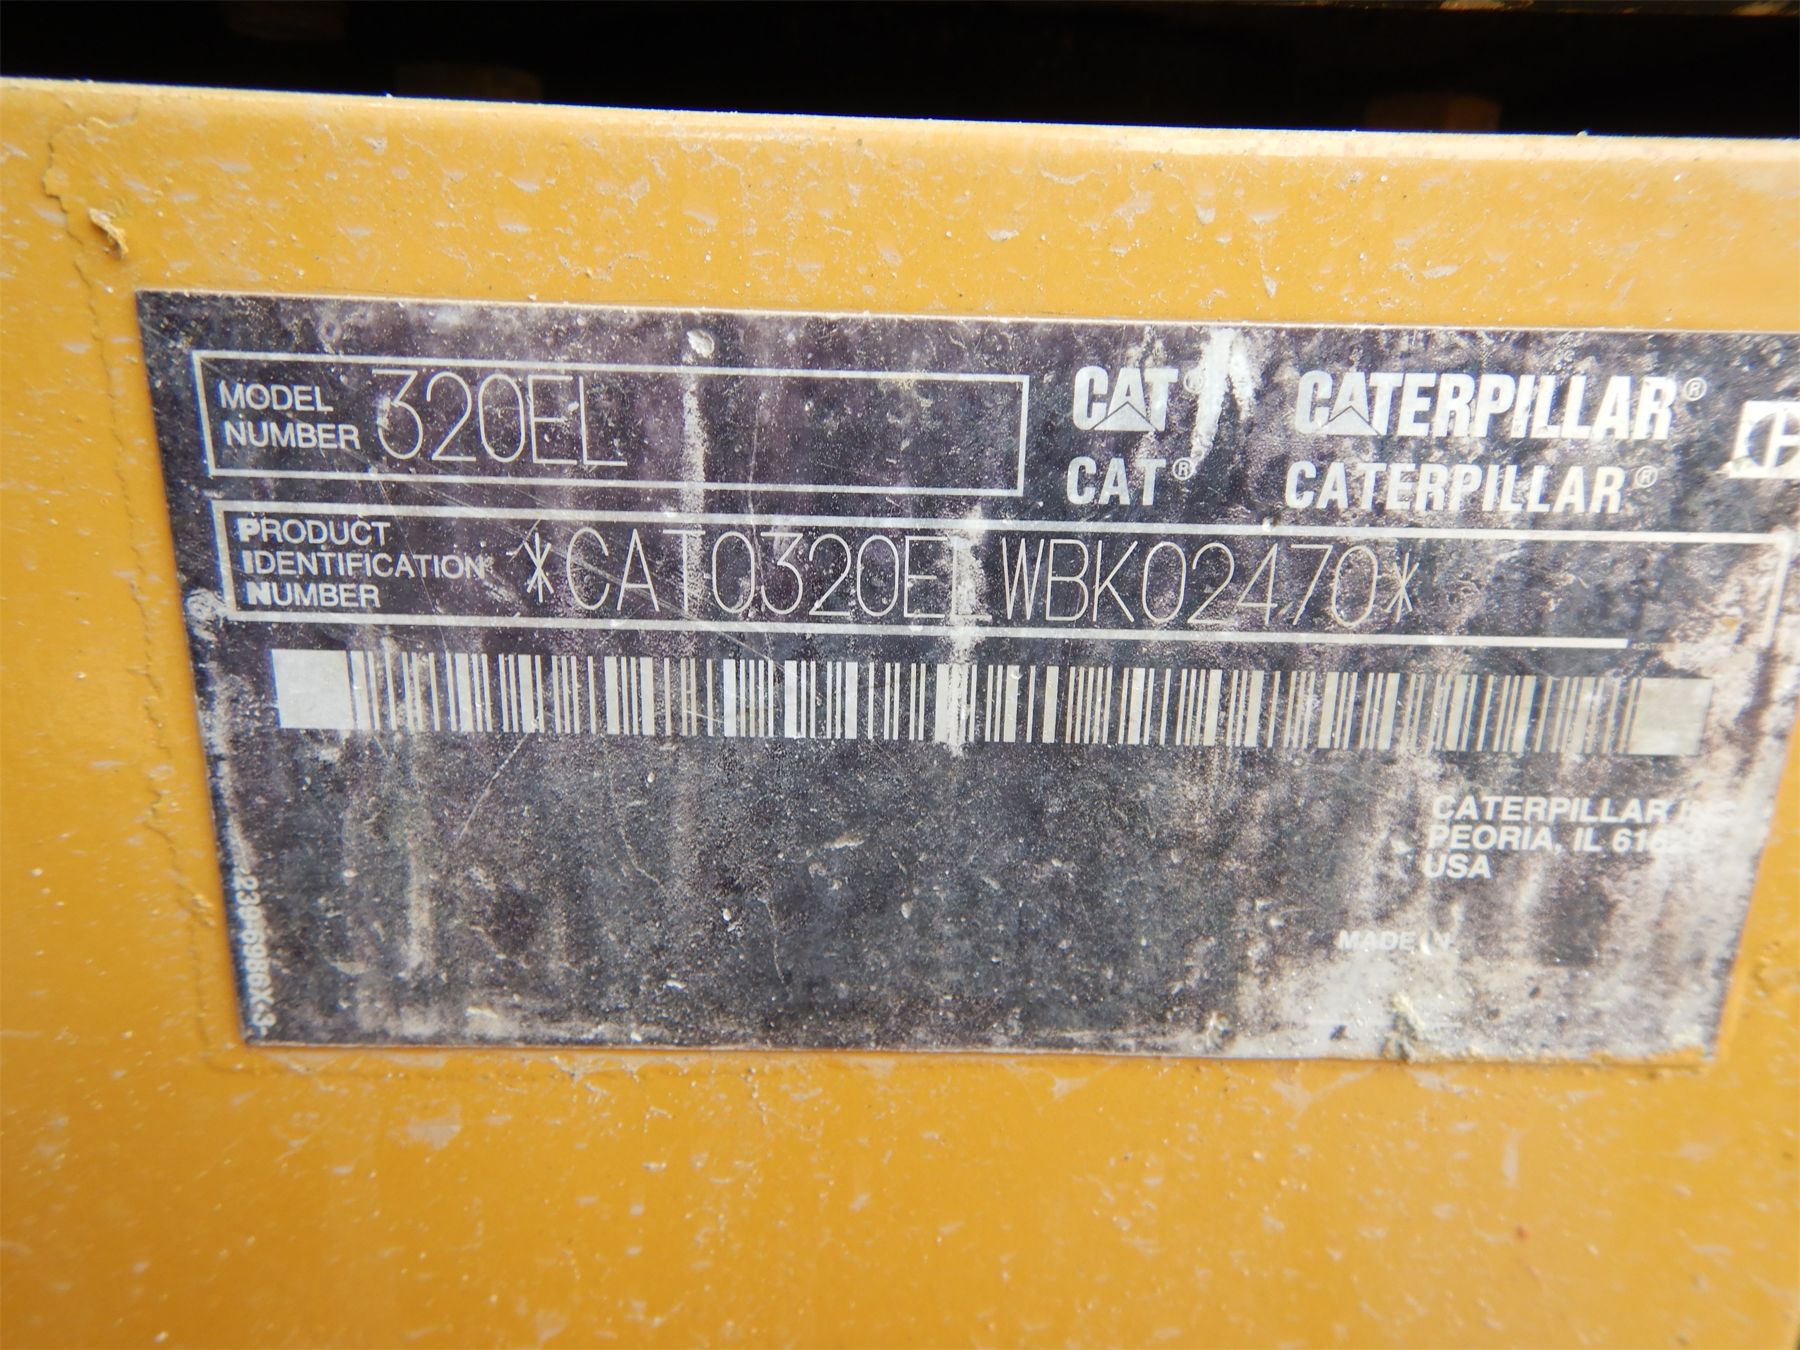 MODEL NUMBER 320EL
CAT® CATERPILLAR®
CAT® CATERPILLAR®
PRODUCT IDENTIFICATION NUMBER *CAT0320ELWBK02470*
CATERPILLAR
PEORIA, IL
USA
MADE IN